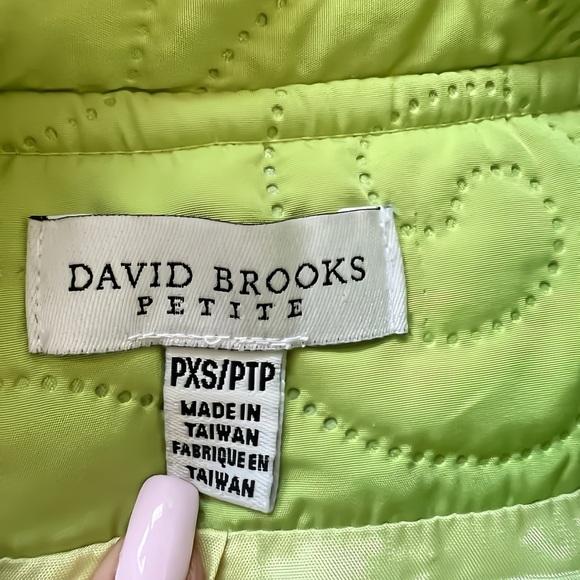 DAVID BROOKS
PETITE
PXS/PTP
MADE IN
TAIWAN
FABRIQUE EN
TAIWAN